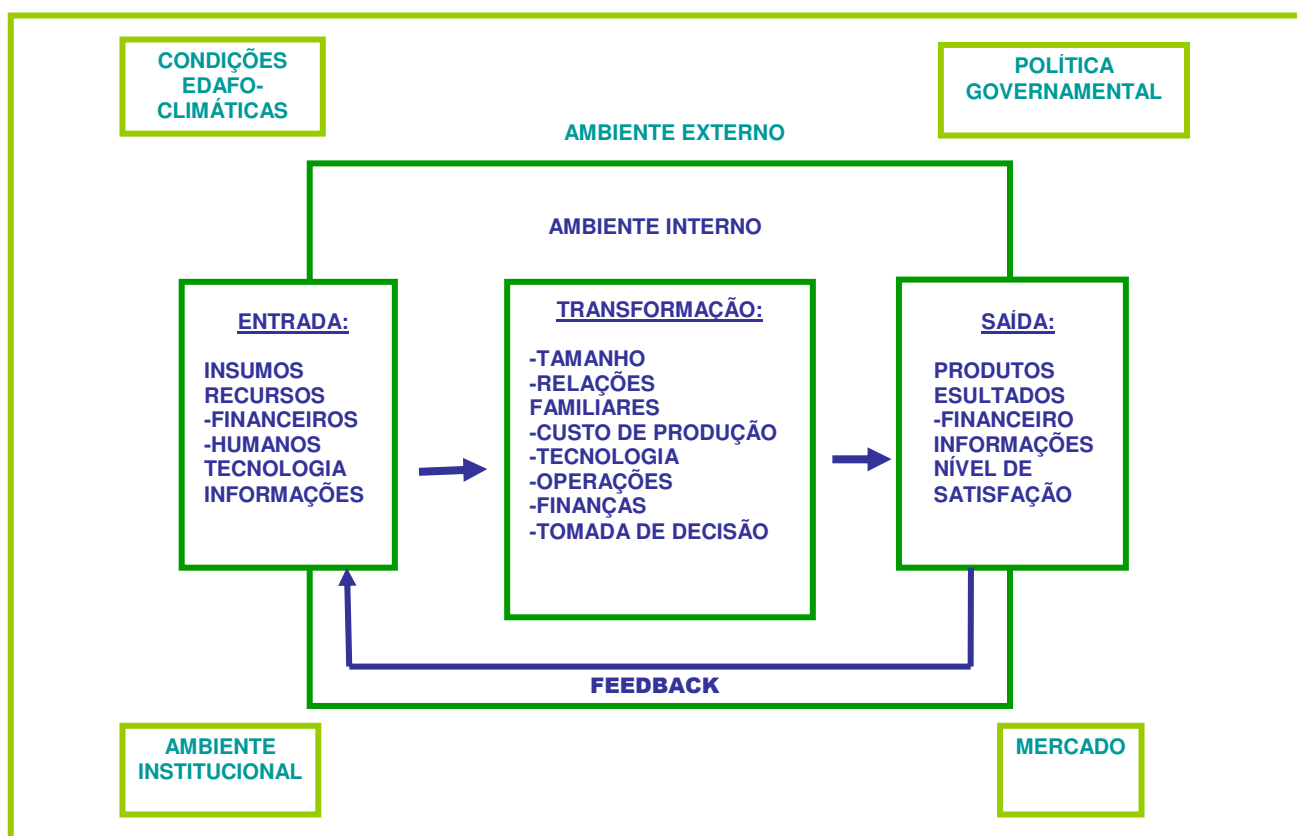 CONDIÇÕES
EDAFO-
CLIMÁTICAS
POLÍTICA
GOVERNAMENTAL
AMBIENTE EXTERNO
AMBIENTE INTERNO
ENTRADA:
INSUMOS
RECURSOS
-FINANCEIROS
-HUMANOS
TECNOLOGIA
INFORMAÇÕES
TRANSFORMAÇÃO:
-TAMANHO
-RELAÇÕES
FAMILIARES
-CUSTO DE PRODUÇÃO
-TECNOLOGIA
-OPERAÇÕES
-FINANÇAS
-TOMADA DE DECISÃO
SAÍDA:
PRODUTOS
ESULTADOS
-FINANCEIRO
INFORMAÇÕES
NÍVEL DE
SATISFAÇÃO
FEEDBACK
AMBIENTE
INSTITUCIONAL
MERCADO